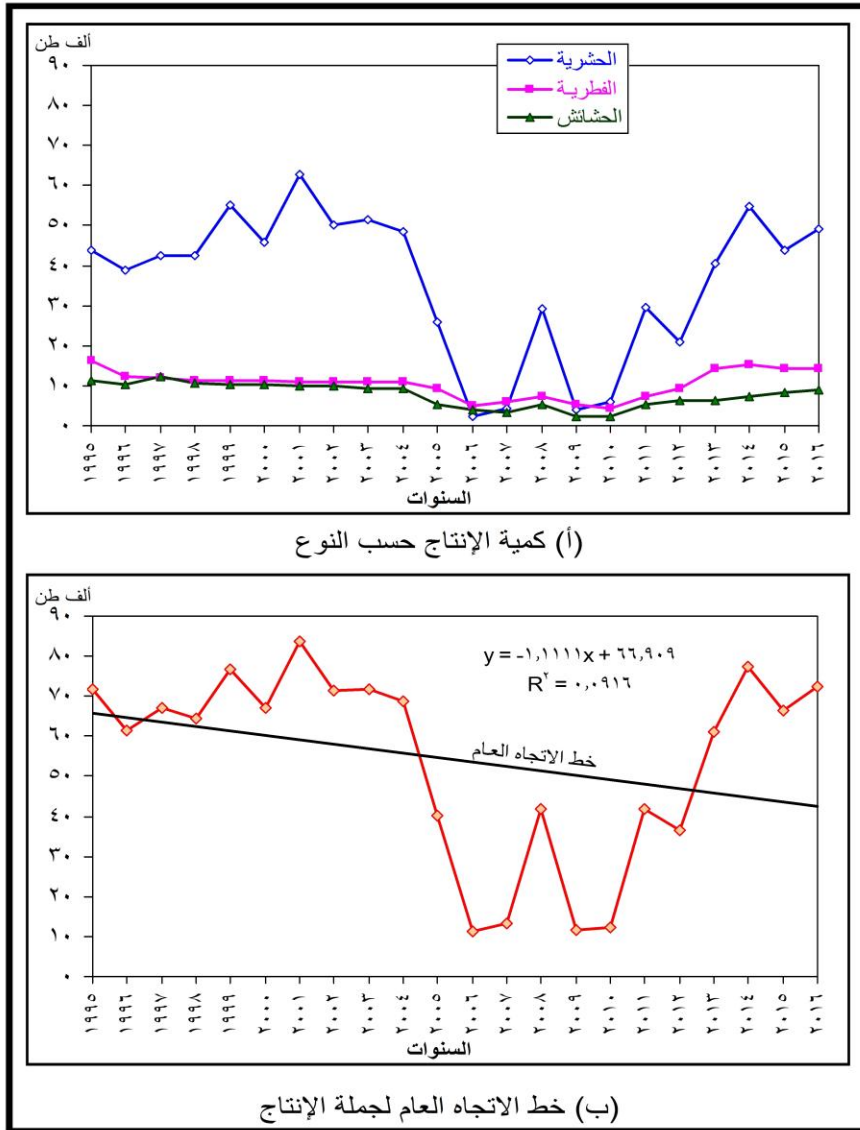 ألف طن
الحشرية
الفطرية
الحشائش
٩٠
٨٠
٧٠
٦٠
٥٠
٤٠
٣٠
٢٠
١٠
٠
١٩٩٥ ١٩٩٦ ١٩٩٧ ١٩٩٨ ١٩٩٩ ٢٠٠٠ ٢٠٠١ ٢٠٠٢ ٢٠٠٣ ٢٠٠٤ ٢٠٠٥ ٢٠٠٦ ٢٠٠٧ ٢٠٠٨ ٢٠٠٩ ٢٠١٠ ٢٠١١ ٢٠١٢ ٢٠١٣ ٢٠١٤ ٢٠١٥ ٢٠١٦
السنوات
(أ) كمية الإنتاج حسب النوع
ألف طن
٩٠
٨٠
٧٠
٦٠
٥٠
٤٠
٣٠
٢٠
١٠
٠
y = -١,١١١١x + ٦٦,٩٠٩
R٢ = ٠,٠٩١٦
خط الاتجاه العام
١٩٩٥ ١٩٩٦ ١٩٩٧ ١٩٩٨ ١٩٩٩ ٢٠٠٠ ٢٠٠١ ٢٠٠٢ ٢٠٠٣ ٢٠٠٤ ٢٠٠٥ ٢٠٠٦ ٢٠٠٧ ٢٠٠٨ ٢٠٠٩ ٢٠١٠ ٢٠١١ ٢٠١٢ ٢٠١٣ ٢٠١٤ ٢٠١٥ ٢٠١٦
السنوات
(ب) خط الاتجاه العام لجملة الإنتاج